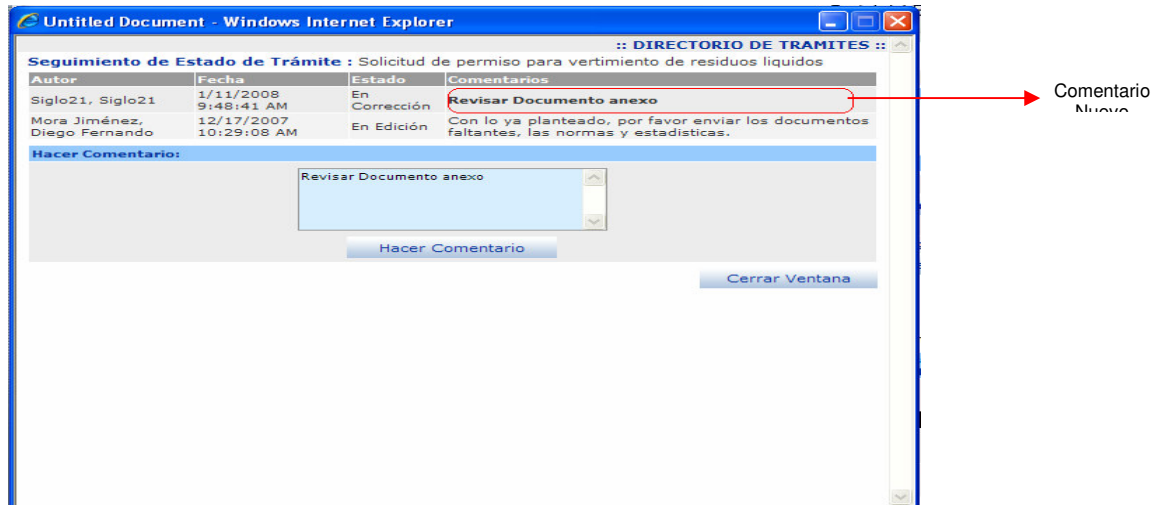 Untitled Document - Windows Internet Explorer
:: DIRECTORIO DE TRAMITES ::
Seguimiento de Estado de Trámite : Solicitud de permiso para vertimiento de residuos liquidos
Autor Fecha Estado Comentarios
Siglo21, Siglo21 1/11/2008 9:48:41 AM En Corrección Revisar Documento anexo
Mora Jiménez, Diego Fernando 12/17/2007 10:29:08 AM En Edición Con lo ya planteado, por favor enviar los documentos
faltantes, las normas y estadisticas.
Hacer Comentario:
Revisar Documento anexo
Hacer Comentario
Cerrar Ventana
Comentario
Nuevo